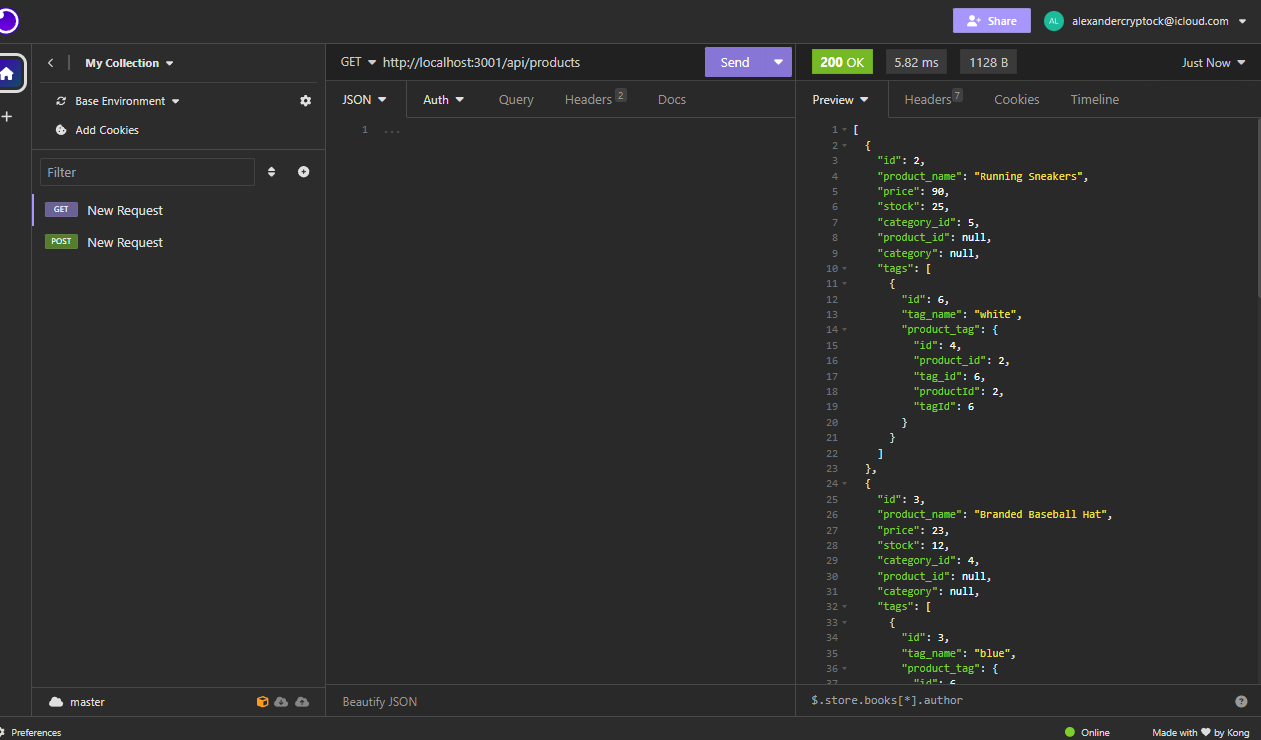 Share
AL
alexandercryptock@icloud.com
My Collection
Base Environment
Add Cookies
Filter
GET New Request
POST New Request
master
Preferences
GET http://localhost:3001/api/products
Send
JSON Auth Query Headers 2 Docs
1 ...
Beautify JSON
200 OK 5.82 ms 1128 B Just Now
Preview Headers 7 Cookies Timeline
1 [
2 {
3 "id": 2,
4 "product_name": "Running Sneakers",
5 "price": 90,
6 "stock": 25,
7 "category_id": 5,
8 "product_id": null,
9 "category": null,
10 "tags": [
11 {
12 "id": 6,
13 "tag_name": "white",
14 "product_tag": {
15 "id": 4,
16 "product_id": 2,
17 "tag_id": 6,
18 "productId": 2,
19 "tagId": 6
20 }
21 }
22 ]
23 },
24 {
25 "id": 3,
26 "product_name": "Branded Baseball Hat",
27 "price": 23,
28 "stock": 12,
29 "category_id": 4,
30 "product_id": null,
31 "category": null,
32 "tags": [
33 {
34 "id": 3,
35 "tag_name": "blue",
36 "product_tag": {
37 "id": 6
$.store.books[*].author
?
Online
Made with ♥ by Kong